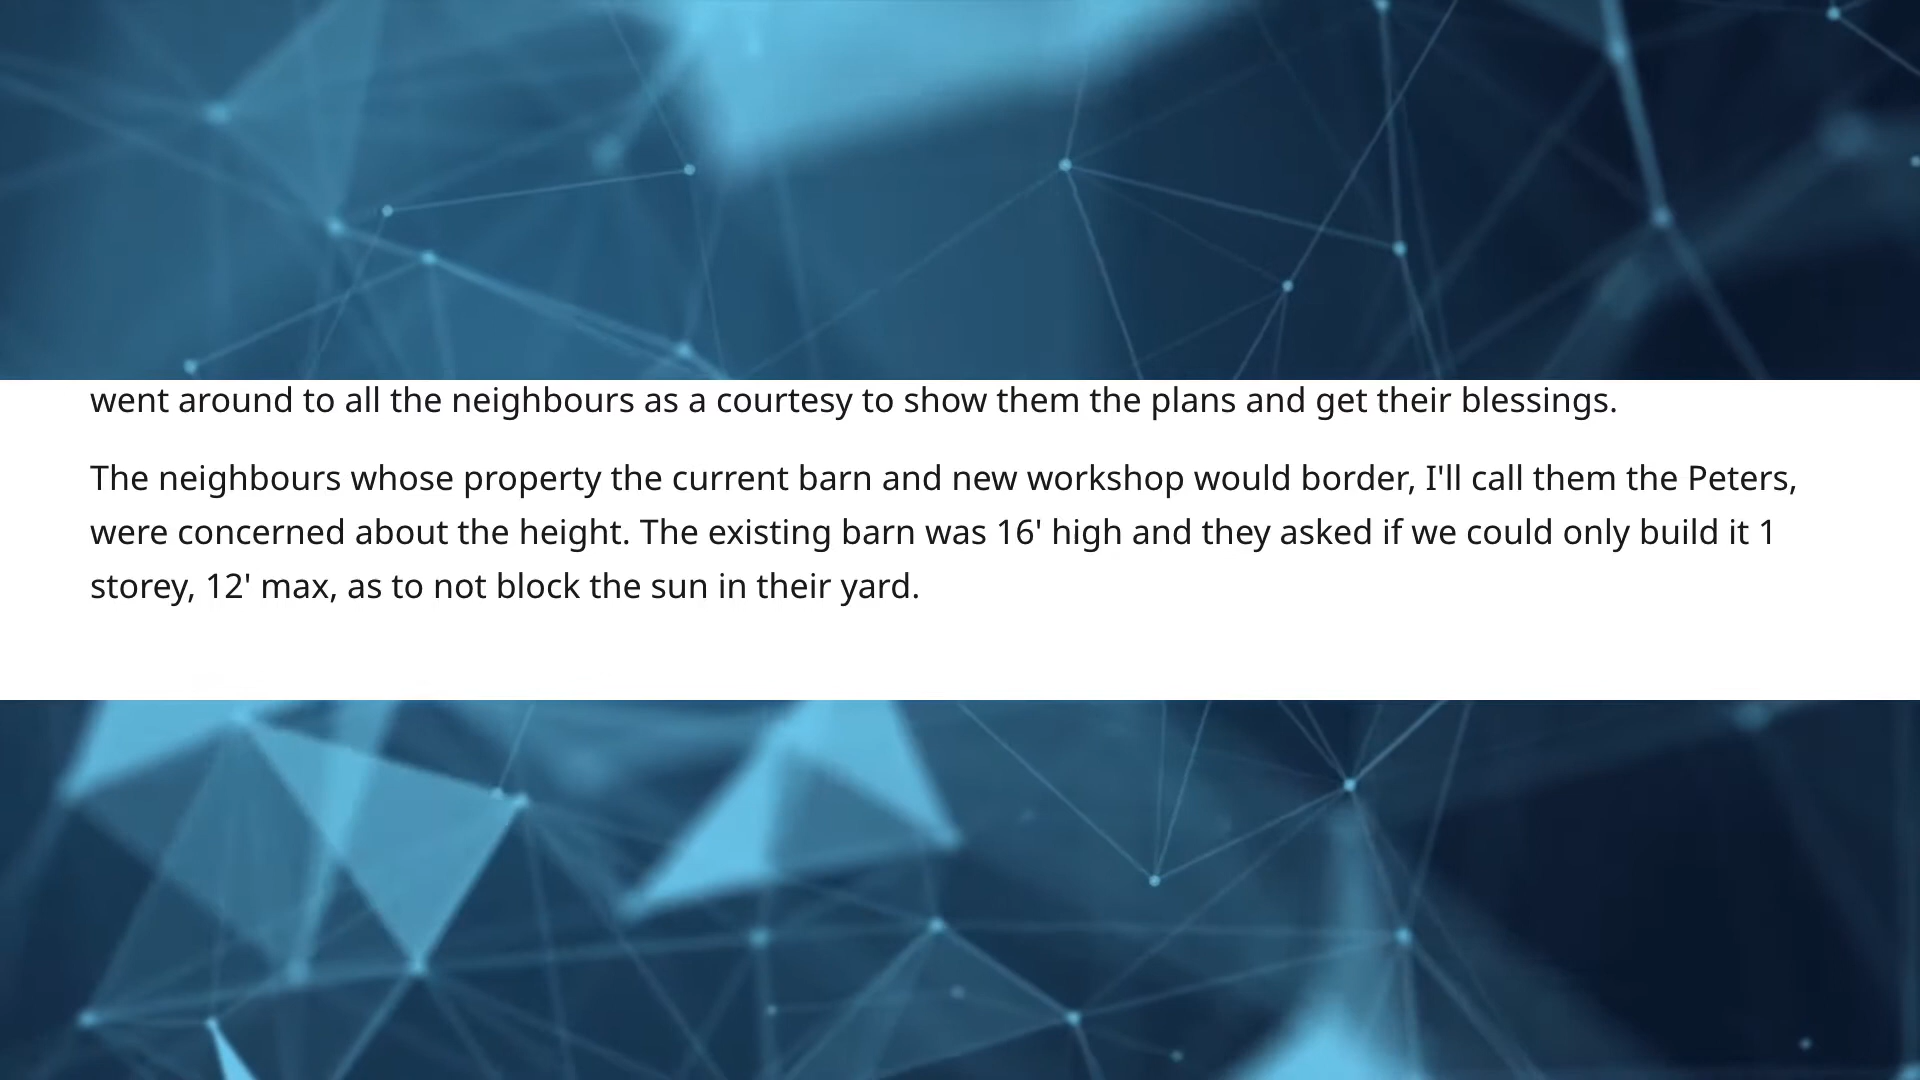 went around to all the neighbours as a courtesy to show them the plans and get their blessings.
The neighbours whose property the current barn and new workshop would border, I'll call them the Peters,
were concerned about the height. The existing barn was 16' high and they asked if we could only build it 1
storey, 12' max, as to not block the sun in their yard.